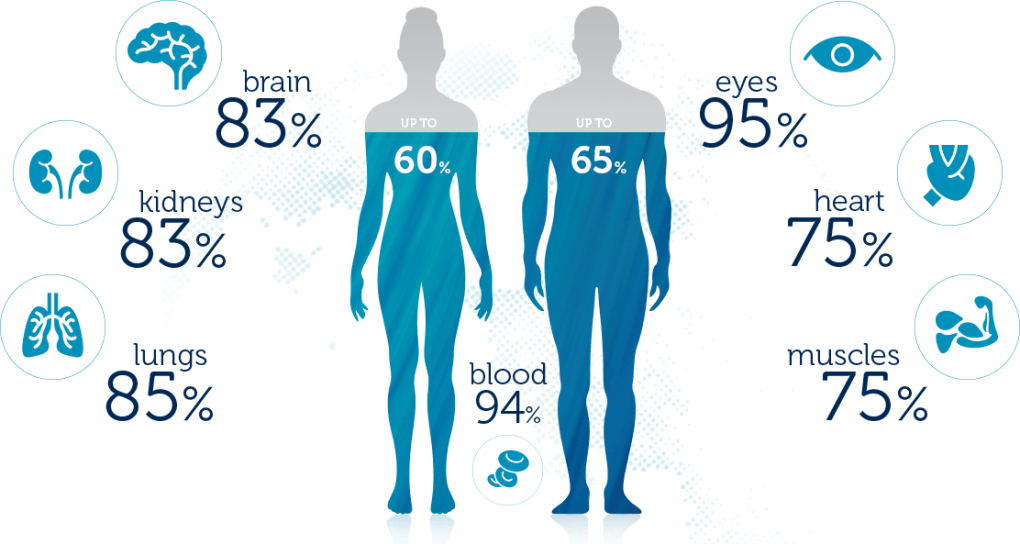 brain
83%
kidneys
83%
lungs
85%
UP TO
60%
UP TO
65%
blood
94%
eyes
95%
heart
75%
muscles
75%